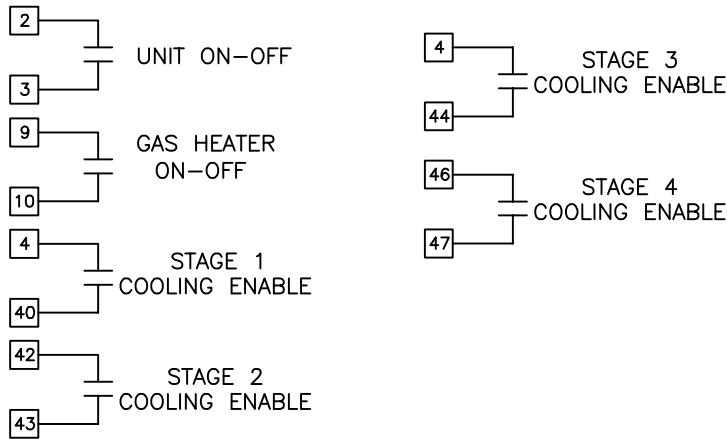 2
UNIT ON-OFF
3
9
GAS HEATER
ON-OFF
10
4
STAGE 1
COOLING ENABLE
40
42
STAGE 2
COOLING ENABLE
43
4
STAGE 3
COOLING ENABLE
44
46
STAGE 4
COOLING ENABLE
47